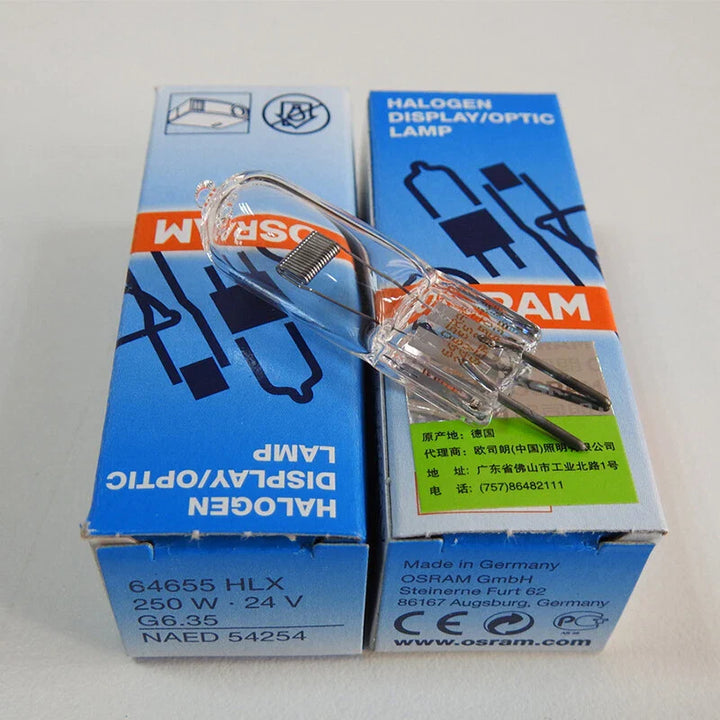 OSRAM
HALOGEN
DISPLAY/OPTIC
LAMP
64655 HLX
250 W · 24 V
G6.35
NAED 54254
HALOGEN
DISPLAY/OPTIC
LAMP
OSRAM
原产地: 德国
代理商: 欧司朗(中国)照明有限公司
地 址: 广东省佛山市工业北路1号
电 话: (757)86482111
Made in Germany
OSRAM GmbH
Steinerne Furt 62
86167 Augsburg, Germany
CE
www.osram.com